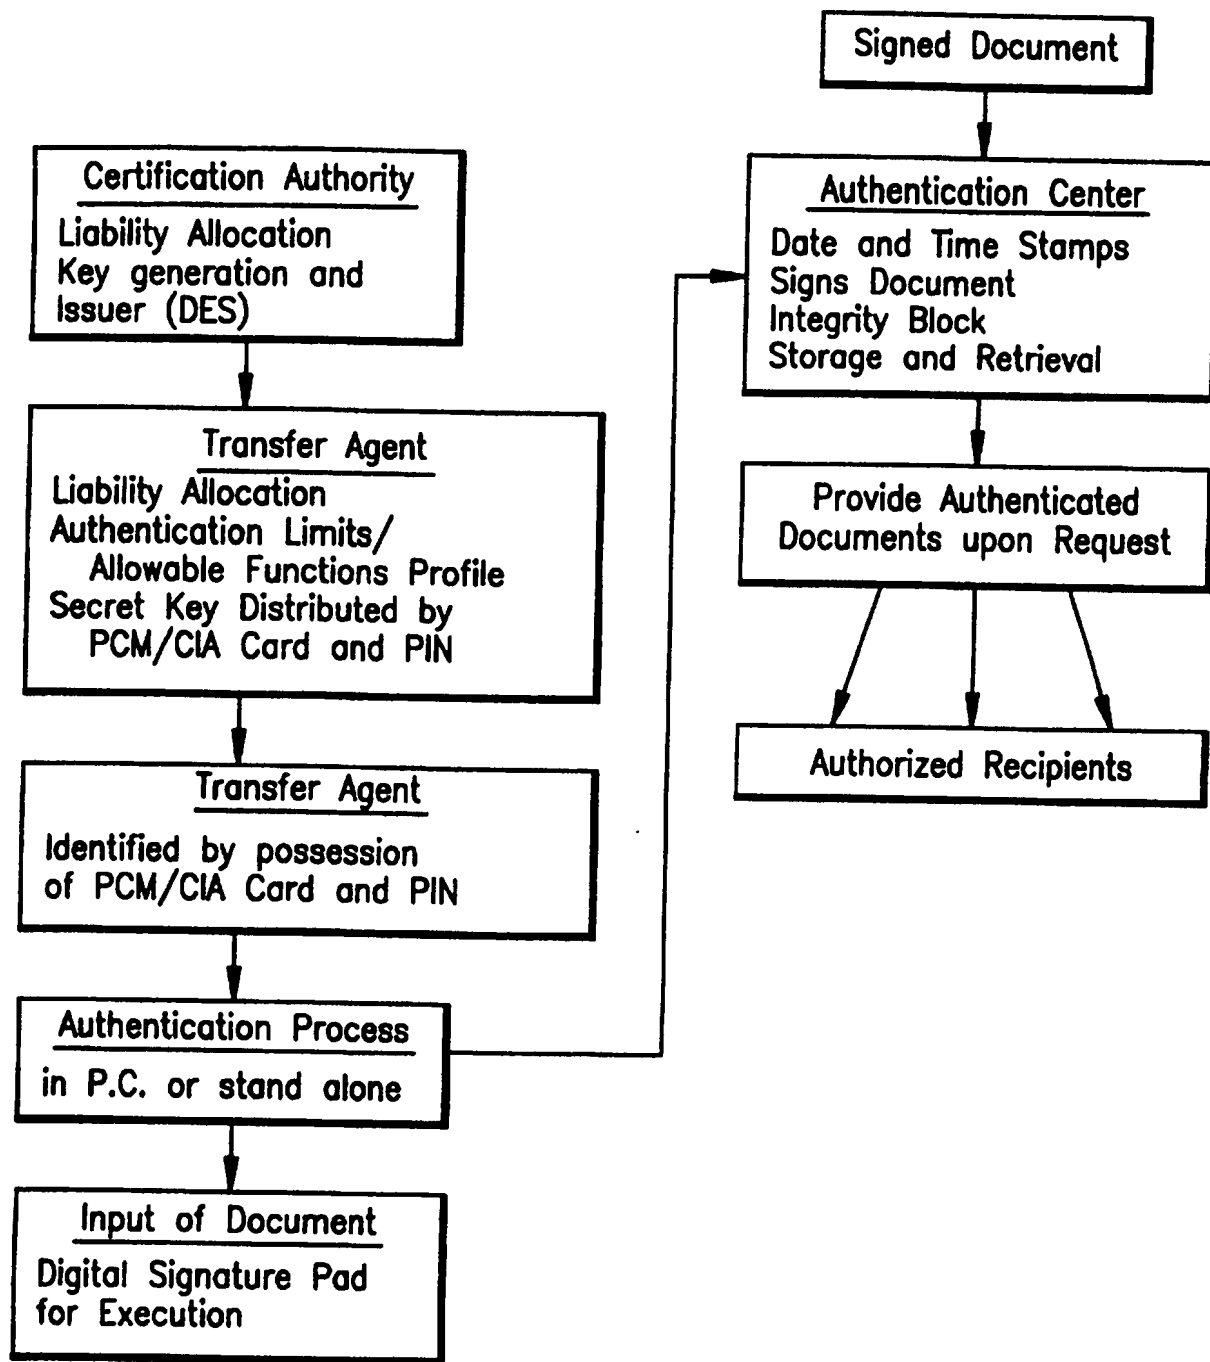 Certification Authority
Liability Allocation
Key generation and
Issuer (DES)
Transfer Agent
Liability Allocation
Authentication Limits/
Allowable Functions Profile
Secret Key Distributed by
PCM/CIA Card and PIN
Transfer Agent
Identified by possession
of PCM/CIA Card and PIN
Authentication Process
in P.C. or stand alone
Input of Document
Digital Signature Pad
for Execution
Signed Document
Authentication Center
Date and Time Stamps
Signs Document
Integrity Block
Storage and Retrieval
Provide Authenticated
Documents upon Request
Authorized Recipients